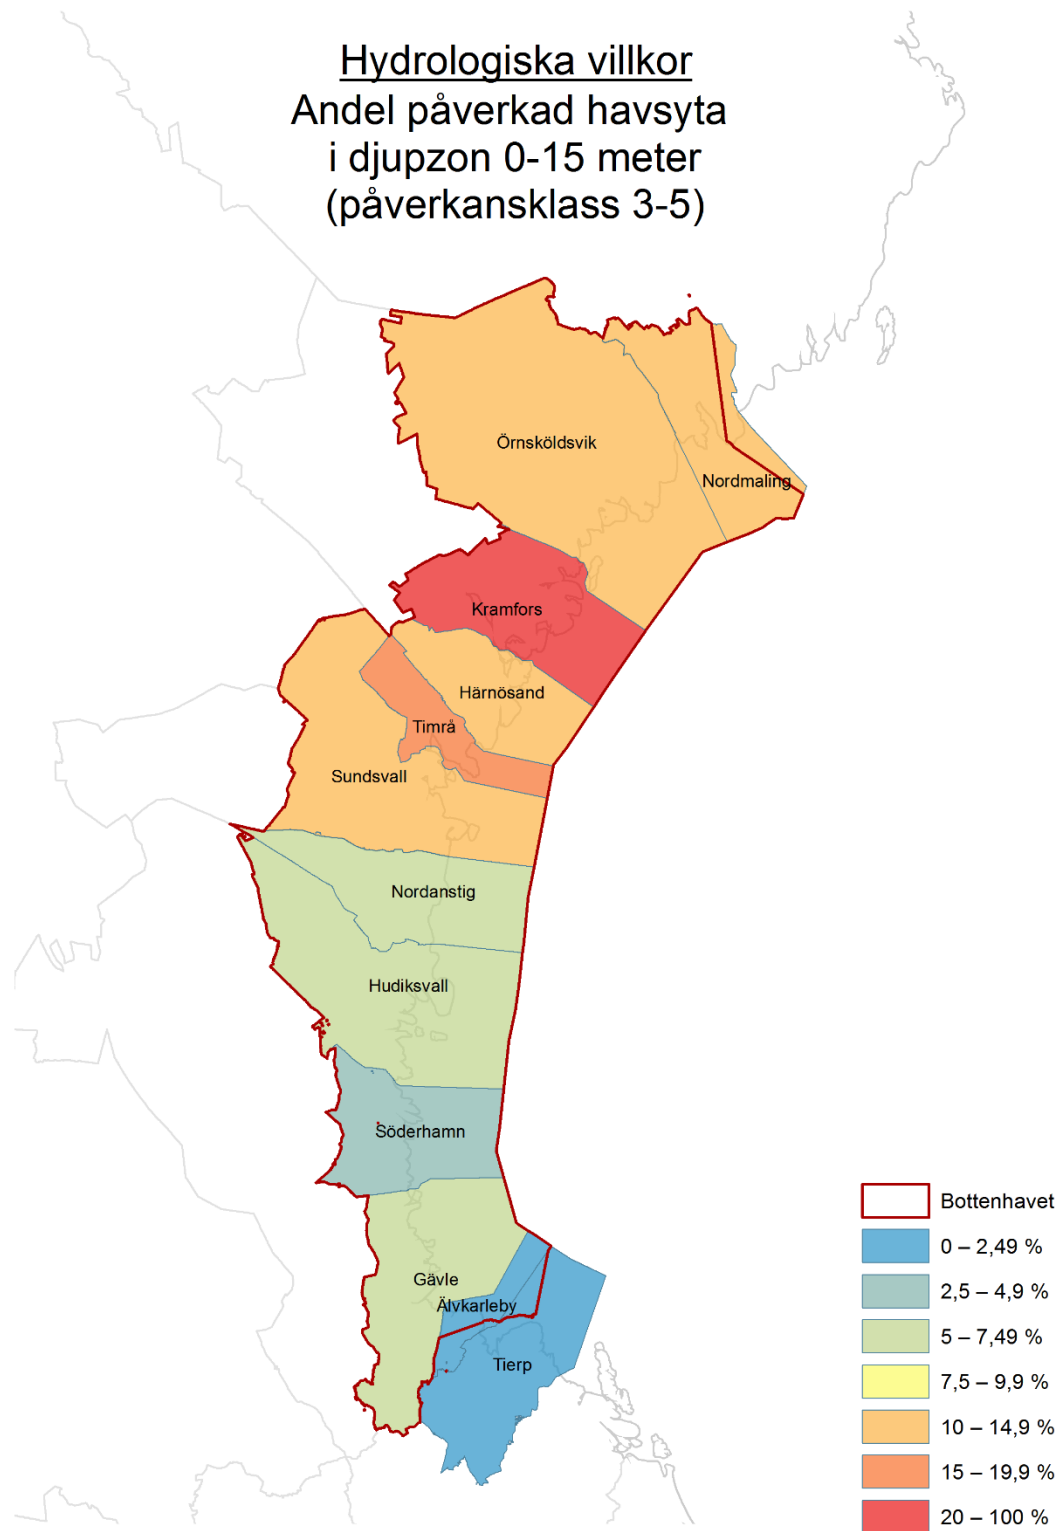 Hydrologiska villkor
Andel påverkad havsyta
i djupzon 0-15 meter
(påverkansklass 3-5)
Örnsköldsvik
Nordmaling
Kramfors
Härnösand
Timrå
Sundsvall
Nordanstig
Hudiksvall
Söderhamn
Gävle
Älvkarleby
Tierp
Bottenhavet
0 – 2,49 %
2,5 – 4,9 %
5 – 7,49 %
7,5 – 9,9 %
10 – 14,9 %
15 – 19,9 %
20 – 100 %